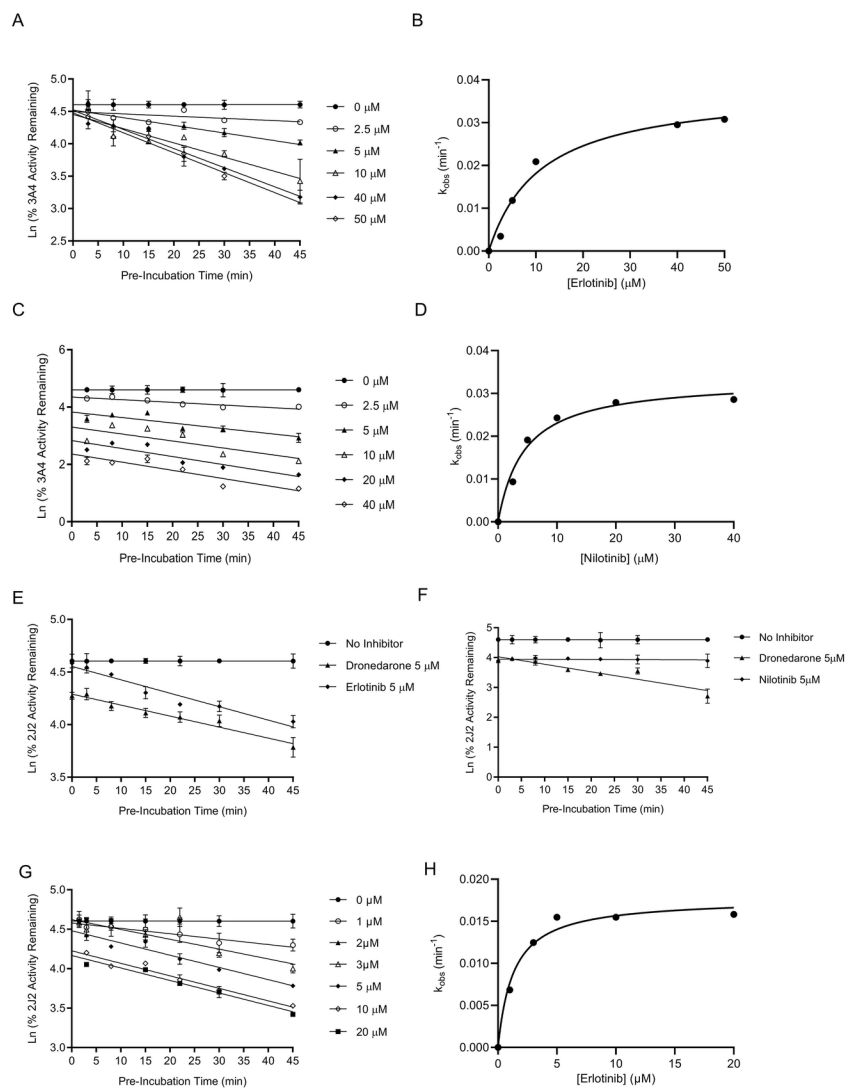 A
Ln (% 3A4 Activity Remaining)
5.0
4.5
4.0
3.5
3.0
2.5
0 5 10 15 20 25 30 35 40 45
Pre-Incubation Time (min)
0 μM
2.5 μM
5 μM
10 μM
40 μM
50 μM
B
kobs (min-1)
0.04
0.03
0.02
0.01
0.00
0 10 20 30 40 50
[Erlotinib] (μM)
C
Ln (% 3A4 Activity Remaining)
6
4
2
0
0 5 10 15 20 25 30 35 40 45
Pre-Incubation Time (min)
0 μM
2.5 μM
5 μM
10 μM
20 μM
40 μM
D
kobs (min-1)
0.04
0.03
0.02
0.01
0.00
0 10 20 30 40
[Nilotinib] (μM)
E
Ln (% 2J2 Activity Remaining)
5.0
4.5
4.0
3.5
0 5 10 15 20 25 30 35 40 45
Pre-Incubation Time (min)
No Inhibitor
Dronedarone 5 μM
Erlotinib 5 μM
F
Ln (% 2J2 Activity Remaining)
5
4
3
2
1
0
0 5 10 15 20 25 30 35 40 45
Pre-Incubation Time (min)
No Inhibitor
Dronedarone 5μM
Nilotinib 5μM
G
Ln (% 2J2 Activity Remaining)
5.0
4.5
4.0
3.5
3.0
0 5 10 15 20 25 30 35 40 45
Pre-Incubation Time (min)
0 μM
1 μM
2μM
3μM
5 μM
10 μM
20 μM
H
kobs (min-1)
0.020
0.015
0.010
0.005
0.000
0 5 10 15 20
[Erlotinib] (μM)